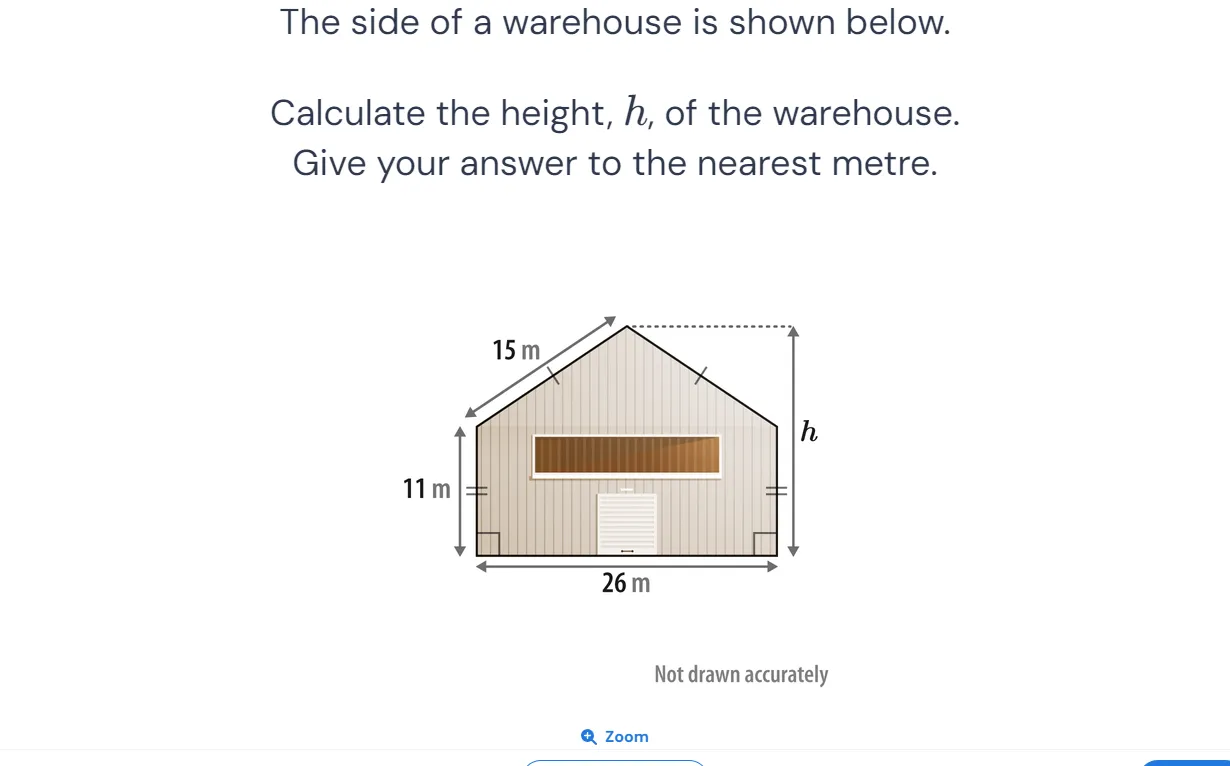 The side of a warehouse is shown below.
Calculate the height, h, of the warehouse.
Give your answer to the nearest metre.
15 m
h
11 m
26 m
Not drawn accurately
Zoom